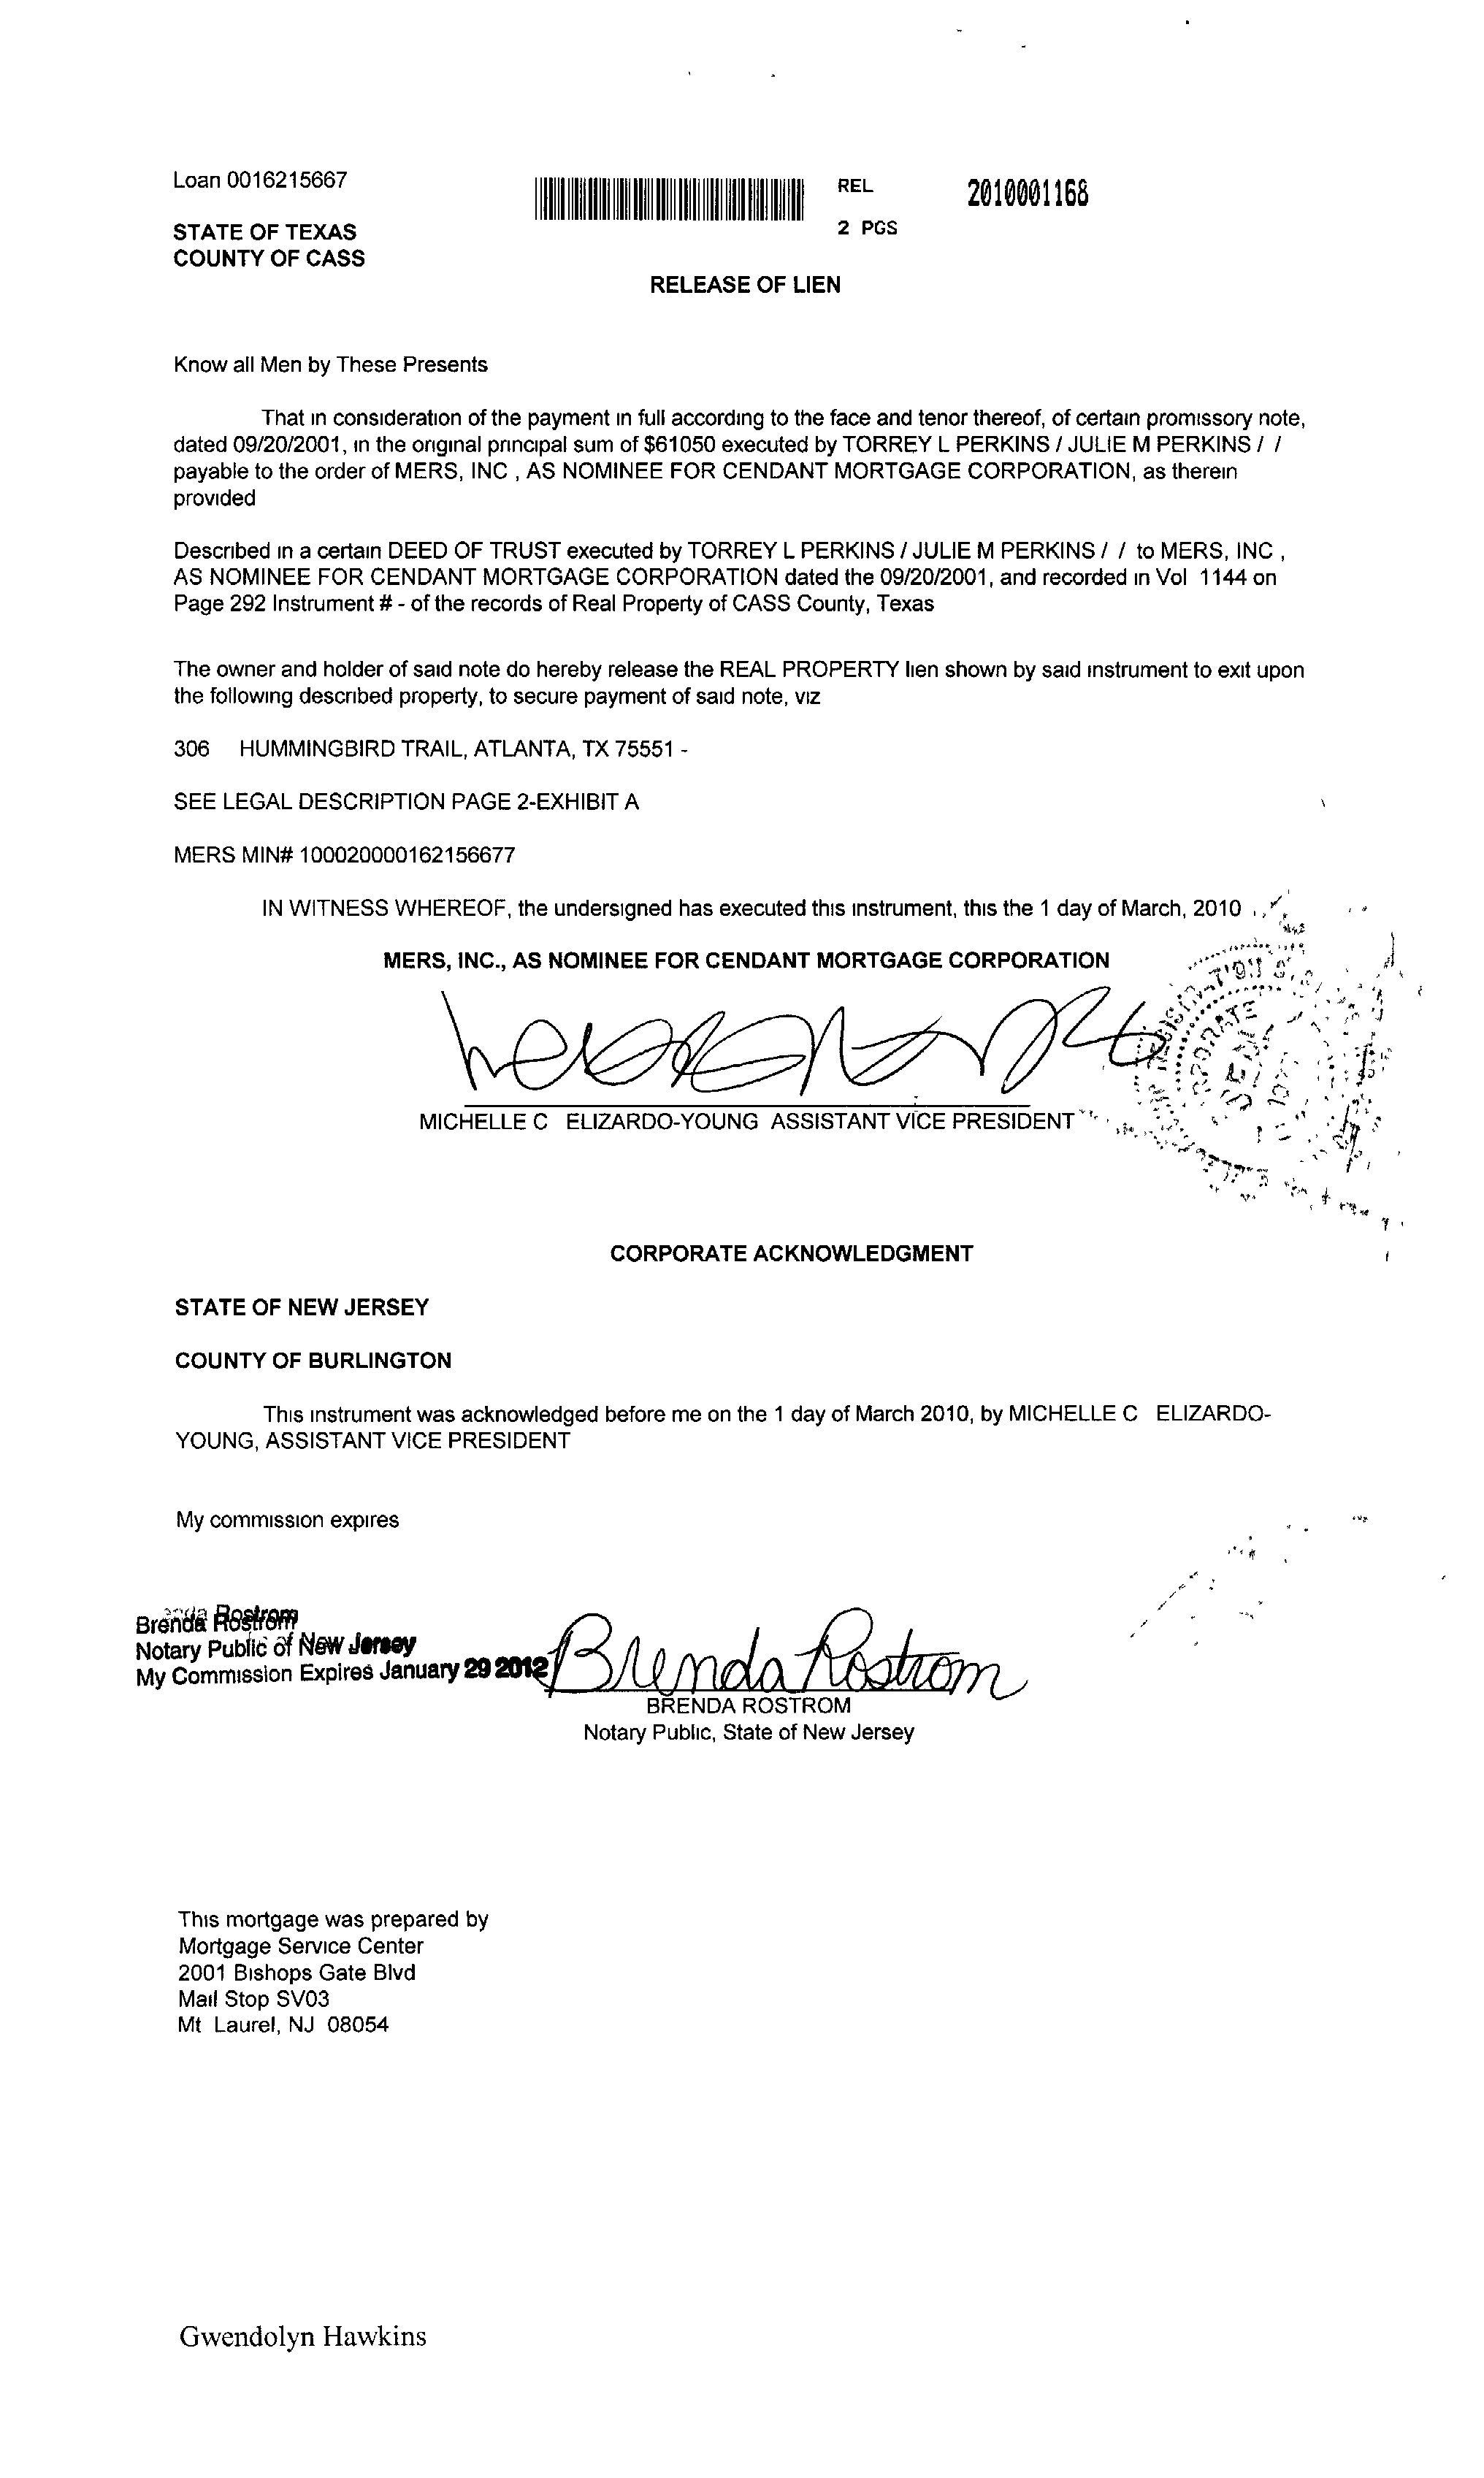 Loan 0016215667
REL 2010001168
2 PGS
STATE OF TEXAS
COUNTY OF CASS
RELEASE OF LIEN
Know all Men by These Presents
That in consideration of the payment in full according to the face and tenor thereof, of certain promissory note,
dated 09/20/2001, in the original principal sum of $61050 executed by TORREY L PERKINS / JULIE M PERKINS / /
payable to the order of MERS, INC , AS NOMINEE FOR CENDANT MORTGAGE CORPORATION, as therein
provided
Described in a certain DEED OF TRUST executed by TORREY L PERKINS / JULIE M PERKINS / / to MERS, INC ,
AS NOMINEE FOR CENDANT MORTGAGE CORPORATION dated the 09/20/2001, and recorded in Vol 1144 on
Page 292 Instrument # - of the records of Real Property of CASS County, Texas
The owner and holder of said note do hereby release the REAL PROPERTY lien shown by said instrument to exit upon
the following described property, to secure payment of said note, viz
306 HUMMINGBIRD TRAIL, ATLANTA, TX 75551 -
SEE LEGAL DESCRIPTION PAGE 2-EXHIBIT A
MERS MIN# 100020000162156677
IN WITNESS WHEREOF, the undersigned has executed this instrument, this the 1 day of March, 2010
MERS, INC., AS NOMINEE FOR CENDANT MORTGAGE CORPORATION
MICHELLE C ELIZARDO-YOUNG ASSISTANT VICE PRESIDENT
CORPORATE ACKNOWLEDGMENT
STATE OF NEW JERSEY
COUNTY OF BURLINGTON
This instrument was acknowledged before me on the 1 day of March 2010, by MICHELLE C ELIZARDO-
YOUNG, ASSISTANT VICE PRESIDENT
My commission expires
Brenda Rostrom
Notary Public of New Jersey
My Commission Expires January 29 2012
Brenda Rostrom
BRENDA ROSTROM
Notary Public, State of New Jersey
This mortgage was prepared by
Mortgage Service Center
2001 Bishops Gate Blvd
Mail Stop SV03
Mt Laurel, NJ 08054
Gwendolyn Hawkins